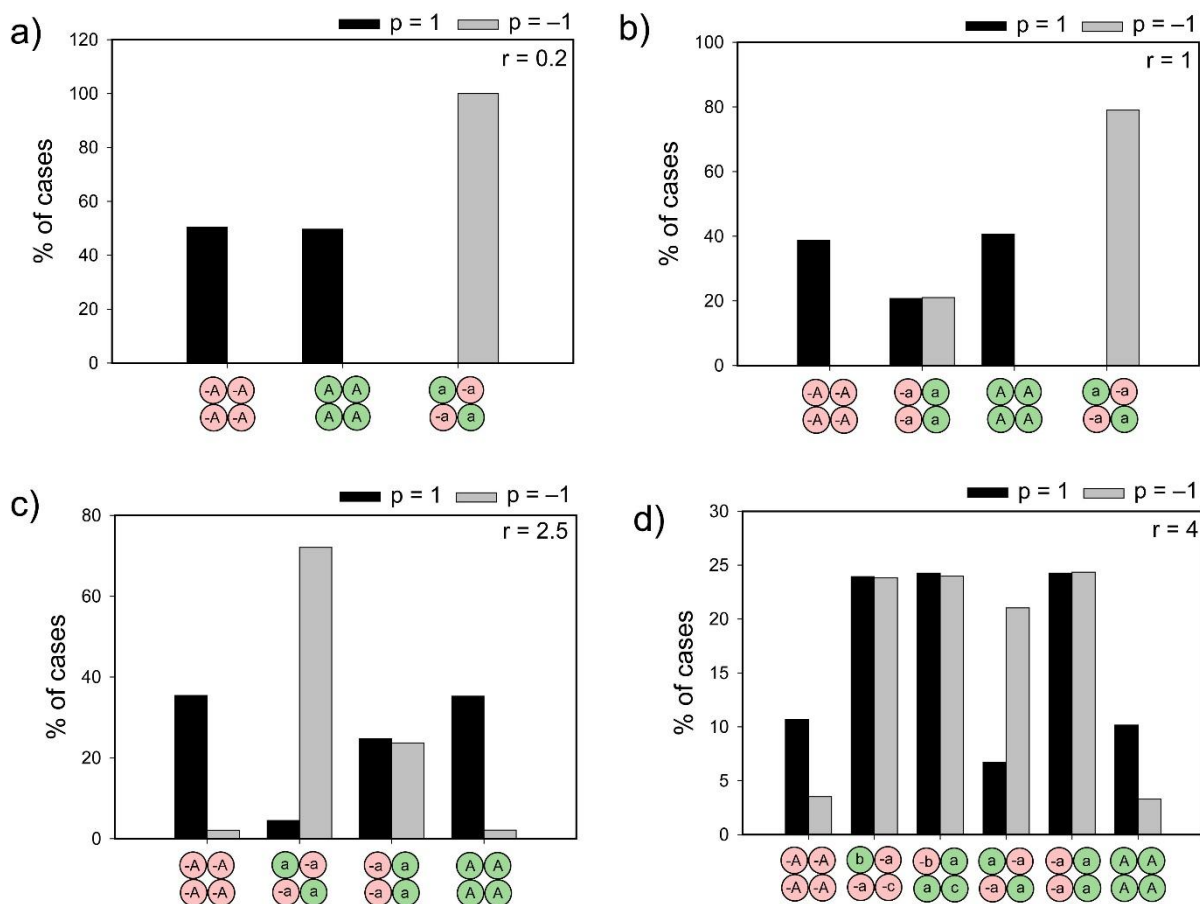 a)
p = 1 p = –1
r = 0.2
% of cases
120
100
80
60
40
20
0
-A -A A A a -a
-A -A A A -a a
b)
p = 1 p = –1
r = 1
% of cases
100
80
60
40
20
0
-A -A -a a A A a -a
-A -A -a a A A -a a
c)
p = 1 p = –1
r = 2.5
% of cases
80
60
40
20
0
-A -A a -a -a a A A
-A -A -a a -a a A A
d)
p = 1 p = –1
r = 4
% of cases
30
25
20
15
10
5
0
-A -A b -a -b a a -a -a a A A
-A -A -a -c a c -a a -a a A A